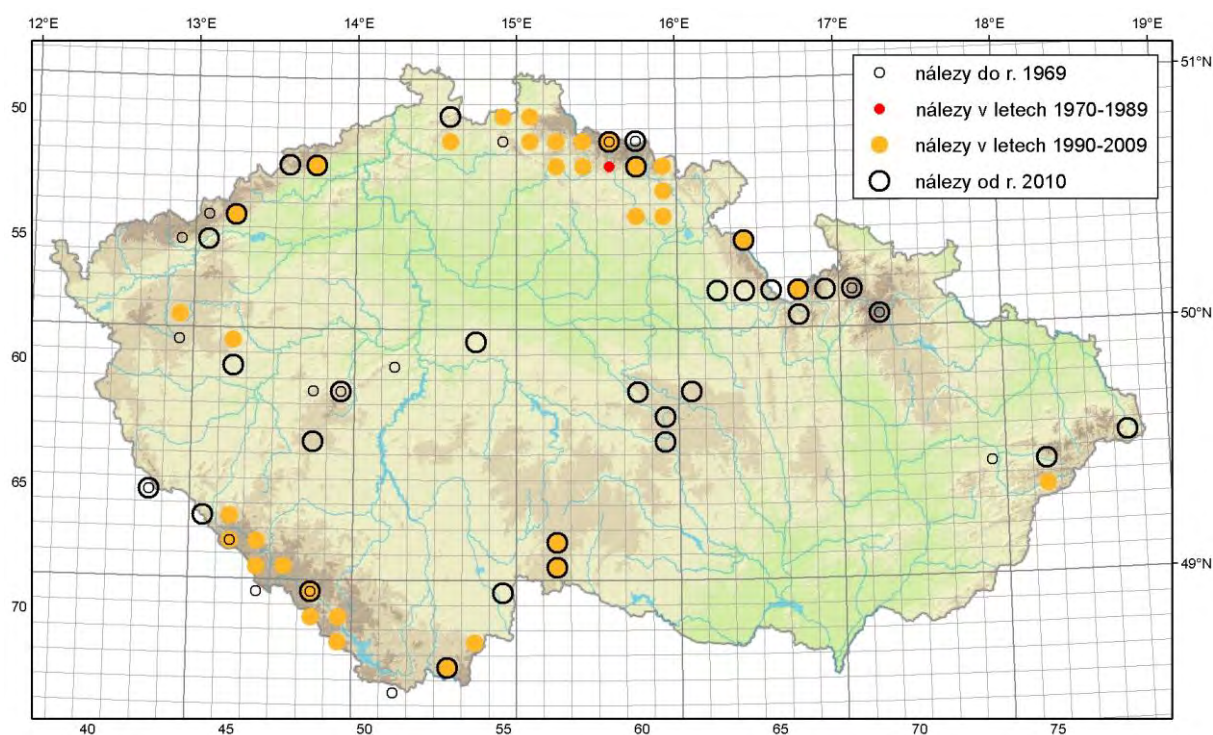 12°E 13°E 14°E 15°E 16°E 17°E 18°E 19°E
nálezy do r. 1969
nálezy v letech 1970-1989
nálezy v letech 1990-2009
nálezy od r. 2010
51°N
50
55
50°N
60
65
49°N
70
40 45 50 55 60 65 70 75